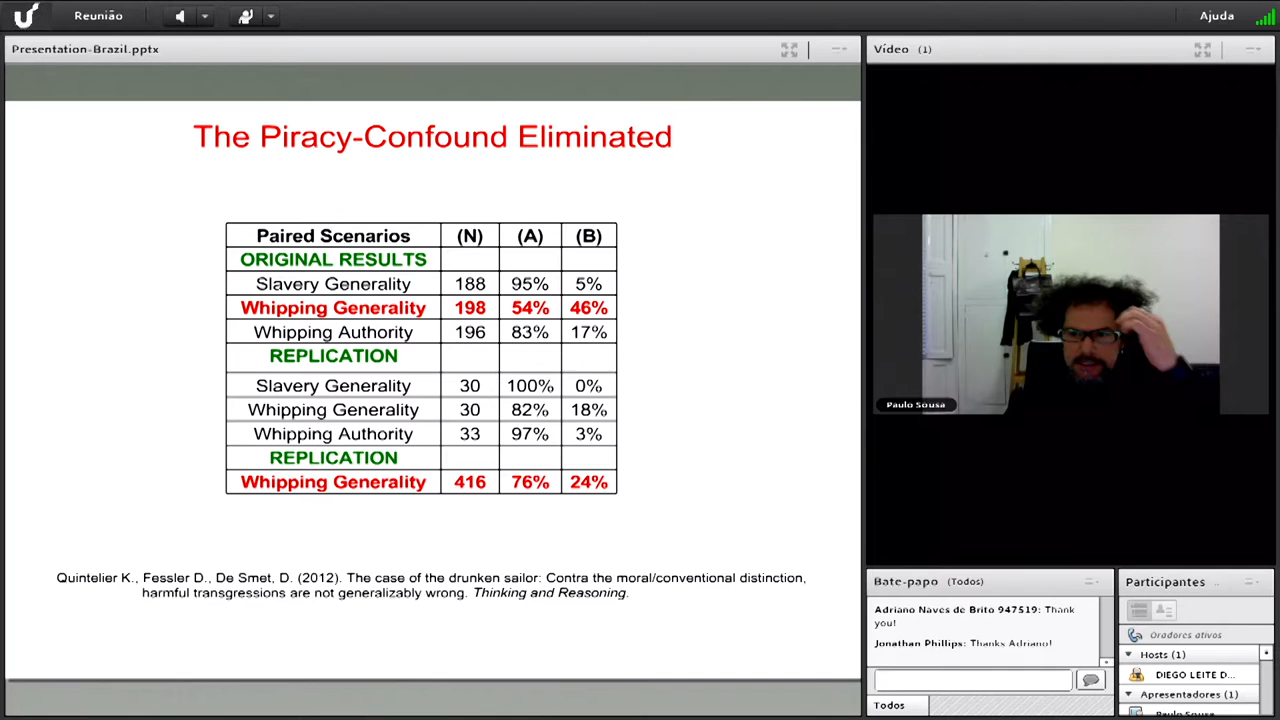 Reunião
Ajuda
Presentation-Brazil.pptx
Vídeo (1)
The Piracy-Confound Eliminated
Paired Scenarios (N) (A) (B)
ORIGINAL RESULTS
Slavery Generality 188 95% 5%
Whipping Generality 198 54% 46%
Whipping Authority 196 83% 17%
REPLICATION
Slavery Generality 30 100% 0%
Whipping Generality 30 82% 18%
Whipping Authority 33 97% 3%
REPLICATION
Whipping Generality 416 76% 24%
Quintelier K., Fessler D., De Smet, D. (2012). The case of the drunken sailor: Contra the moral/conventional distinction,
harmful transgressions are not generalizably wrong. Thinking and Reasoning.
Paulo Sousa
Bate-papo (Todos)
Adriano Naves de Brito 947519: Thank
you!
Jonathan Phillips: Thanks Adriano!
Todos
Participantes ..
Oradores ativos
Hosts (1)
DIEGO LEITE D...
Apresentadores (1)
Paulo Sousa